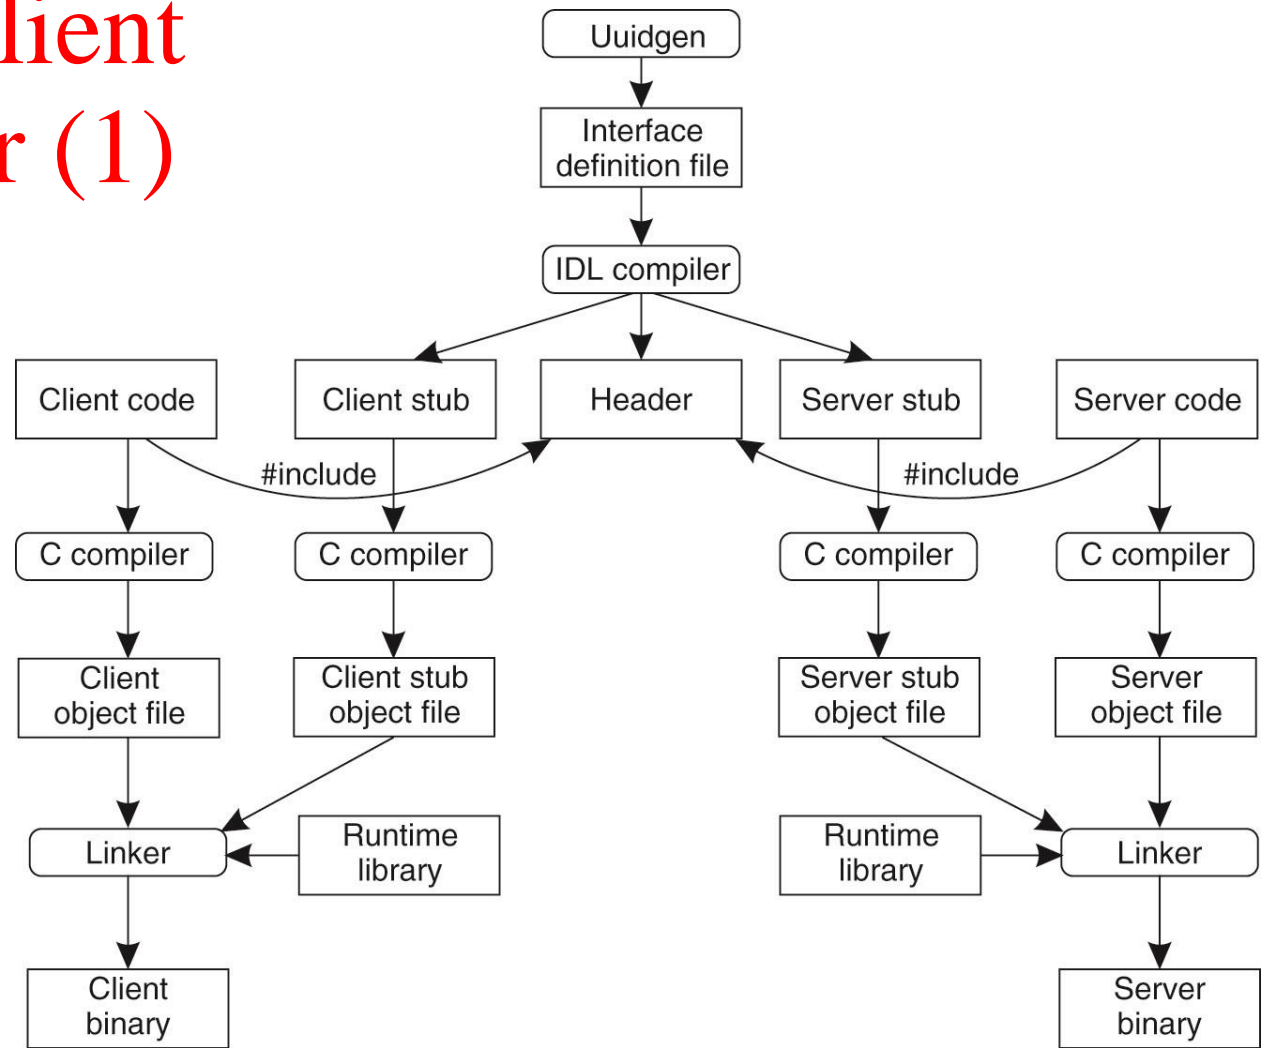 lient
r (1)
Uuidgen
Interface
definition file
IDL compiler
Client code
Client stub
Header
Server stub
Server code
#include
#include
C compiler
C compiler
C compiler
C compiler
Client
object file
Client stub
object file
Server stub
object file
Server
object file
Linker
Runtime
library
Runtime
library
Linker
Client
binary
Server
binary